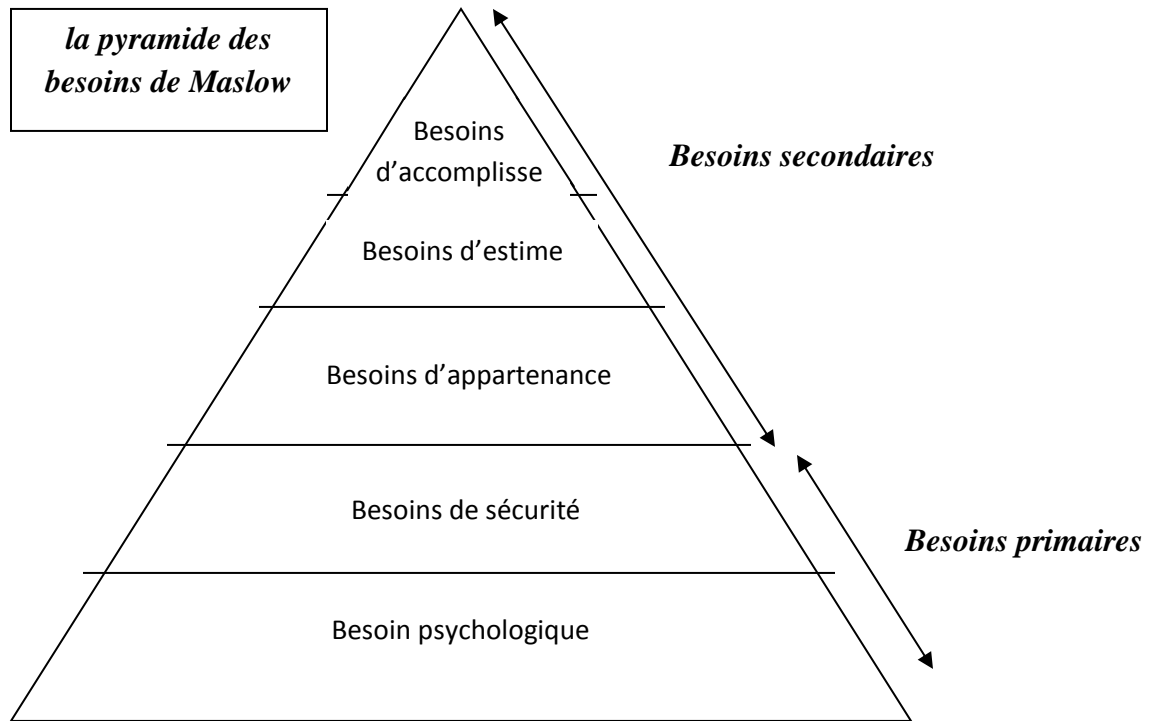 la pyramide des
besoins de Maslow
Besoins
d’accomplisse
Besoins secondaires
Besoins d’estime
Besoins d’appartenance
Besoins de sécurité
Besoins primaires
Besoin psychologique